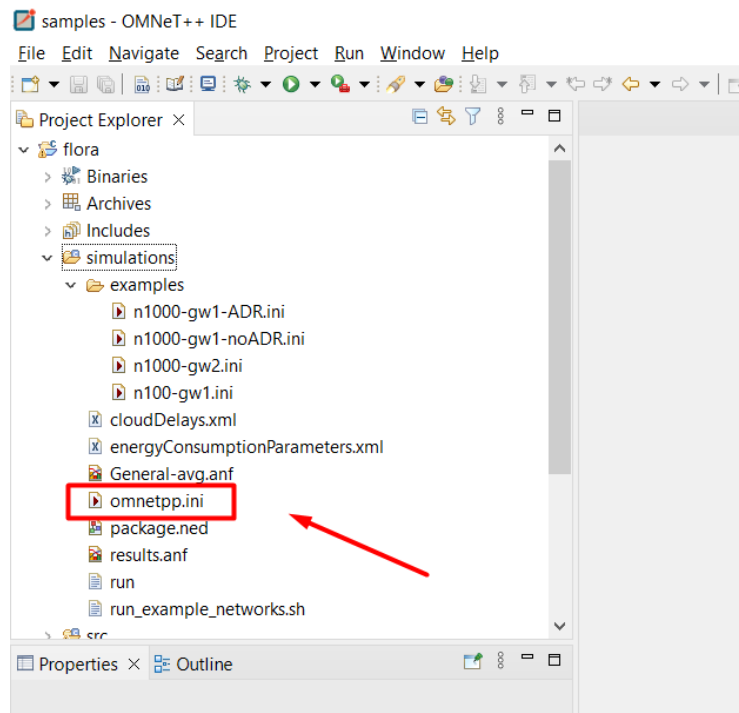 samples - OMNeT++ IDE
File Edit Navigate Search Project Run Window Help
010
Project Explorer
flora
Binaries
Archives
Includes
simulations
examples
n1000-gw1-ADR.ini
n1000-gw1-noADR.ini
n1000-gw2.ini
n100-gw1.ini
cloudDelays.xml
energyConsumptionParameters.xml
General-avg.anf
omnetpp.ini
package.ned
results.anf
run
run_example_networks.sh
src
Properties Outline